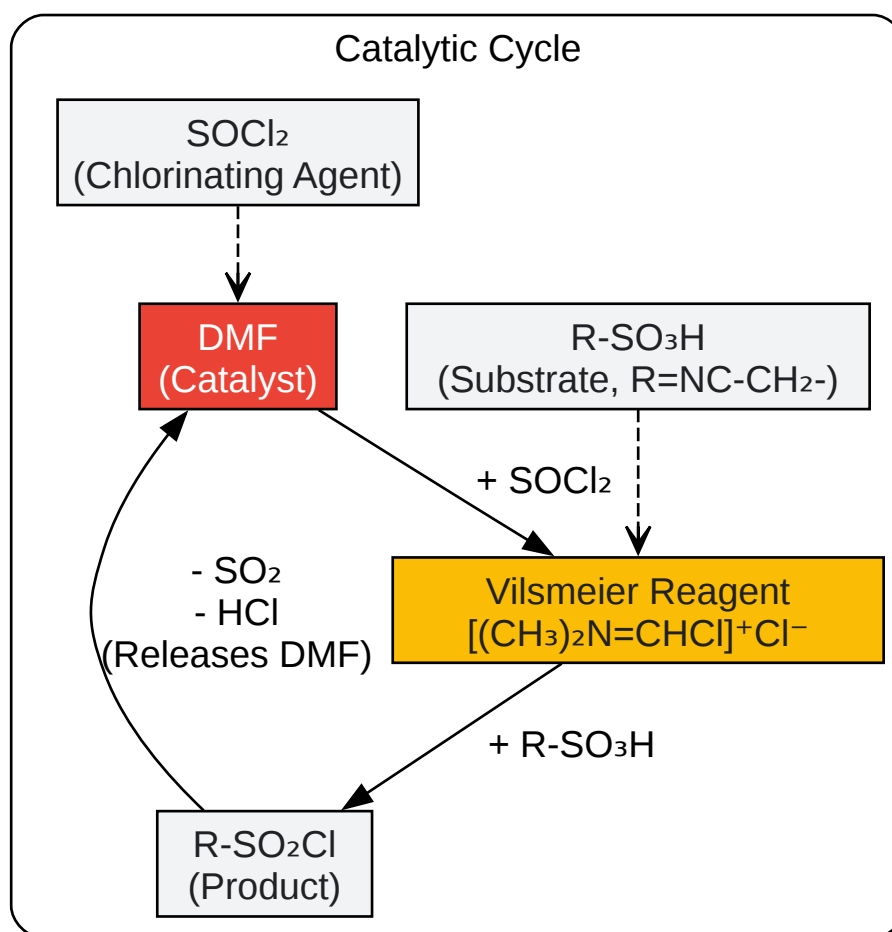 Catalytic Cycle
SOCl₂
(Chlorinating Agent)
DMF
(Catalyst)
R-SO₃H
(Substrate, R=NC-CH₂-)
+ SOCl₂
- SO₂
- HCl
(Releases DMF)
Vilsmeier Reagent
[(CH₃)₂N=CHCl]⁺Cl⁻
+ R-SO₃H
R-SO₂Cl
(Product)